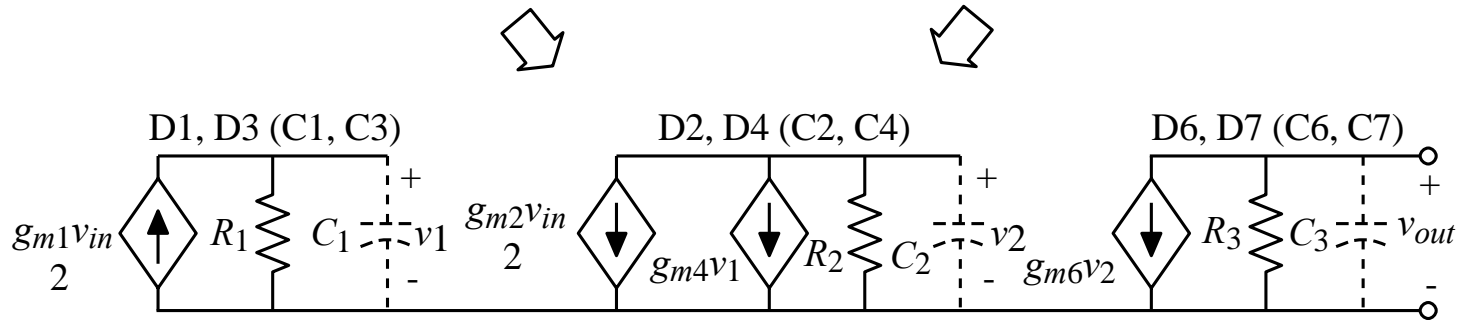 D1, D3 (C1, C3)
D2, D4 (C2, C4)
D6, D7 (C6, C7)
gm1vin
2
R1
C1
+
v1
-
gm2vin
2
gm4v1
R2
C2
+
v2
-
gm6v2
R3
C3
+
vout
-